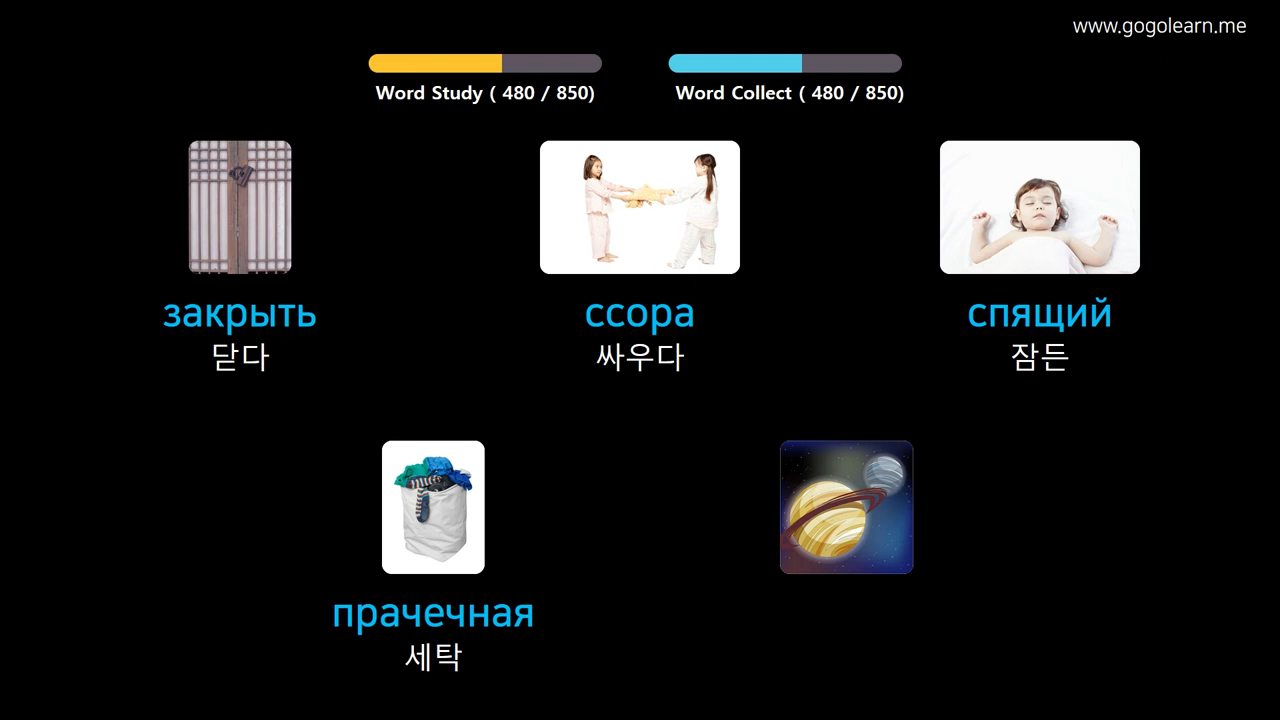 www.gogolearn.me
Word Study ( 480 / 850)
Word Collect ( 480 / 850)
закрыть
닫다
ссора
싸우다
спящий
잠든
прачечная
세탁